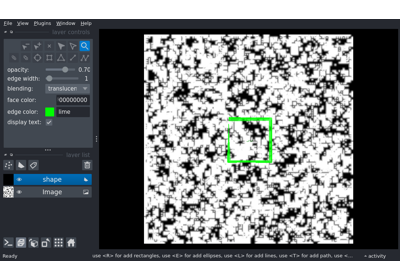 File View Plugins Window Help
layer controls
opacity: 0.70
edge width: 1
blending: translucen
face color: 00000000
edge color: lime
display text:
layer list
shape
Image
Ready use <R> for add rectangles, use <E> for add ellipses, use <L> for add lines, use <T> for add path, use <... activity